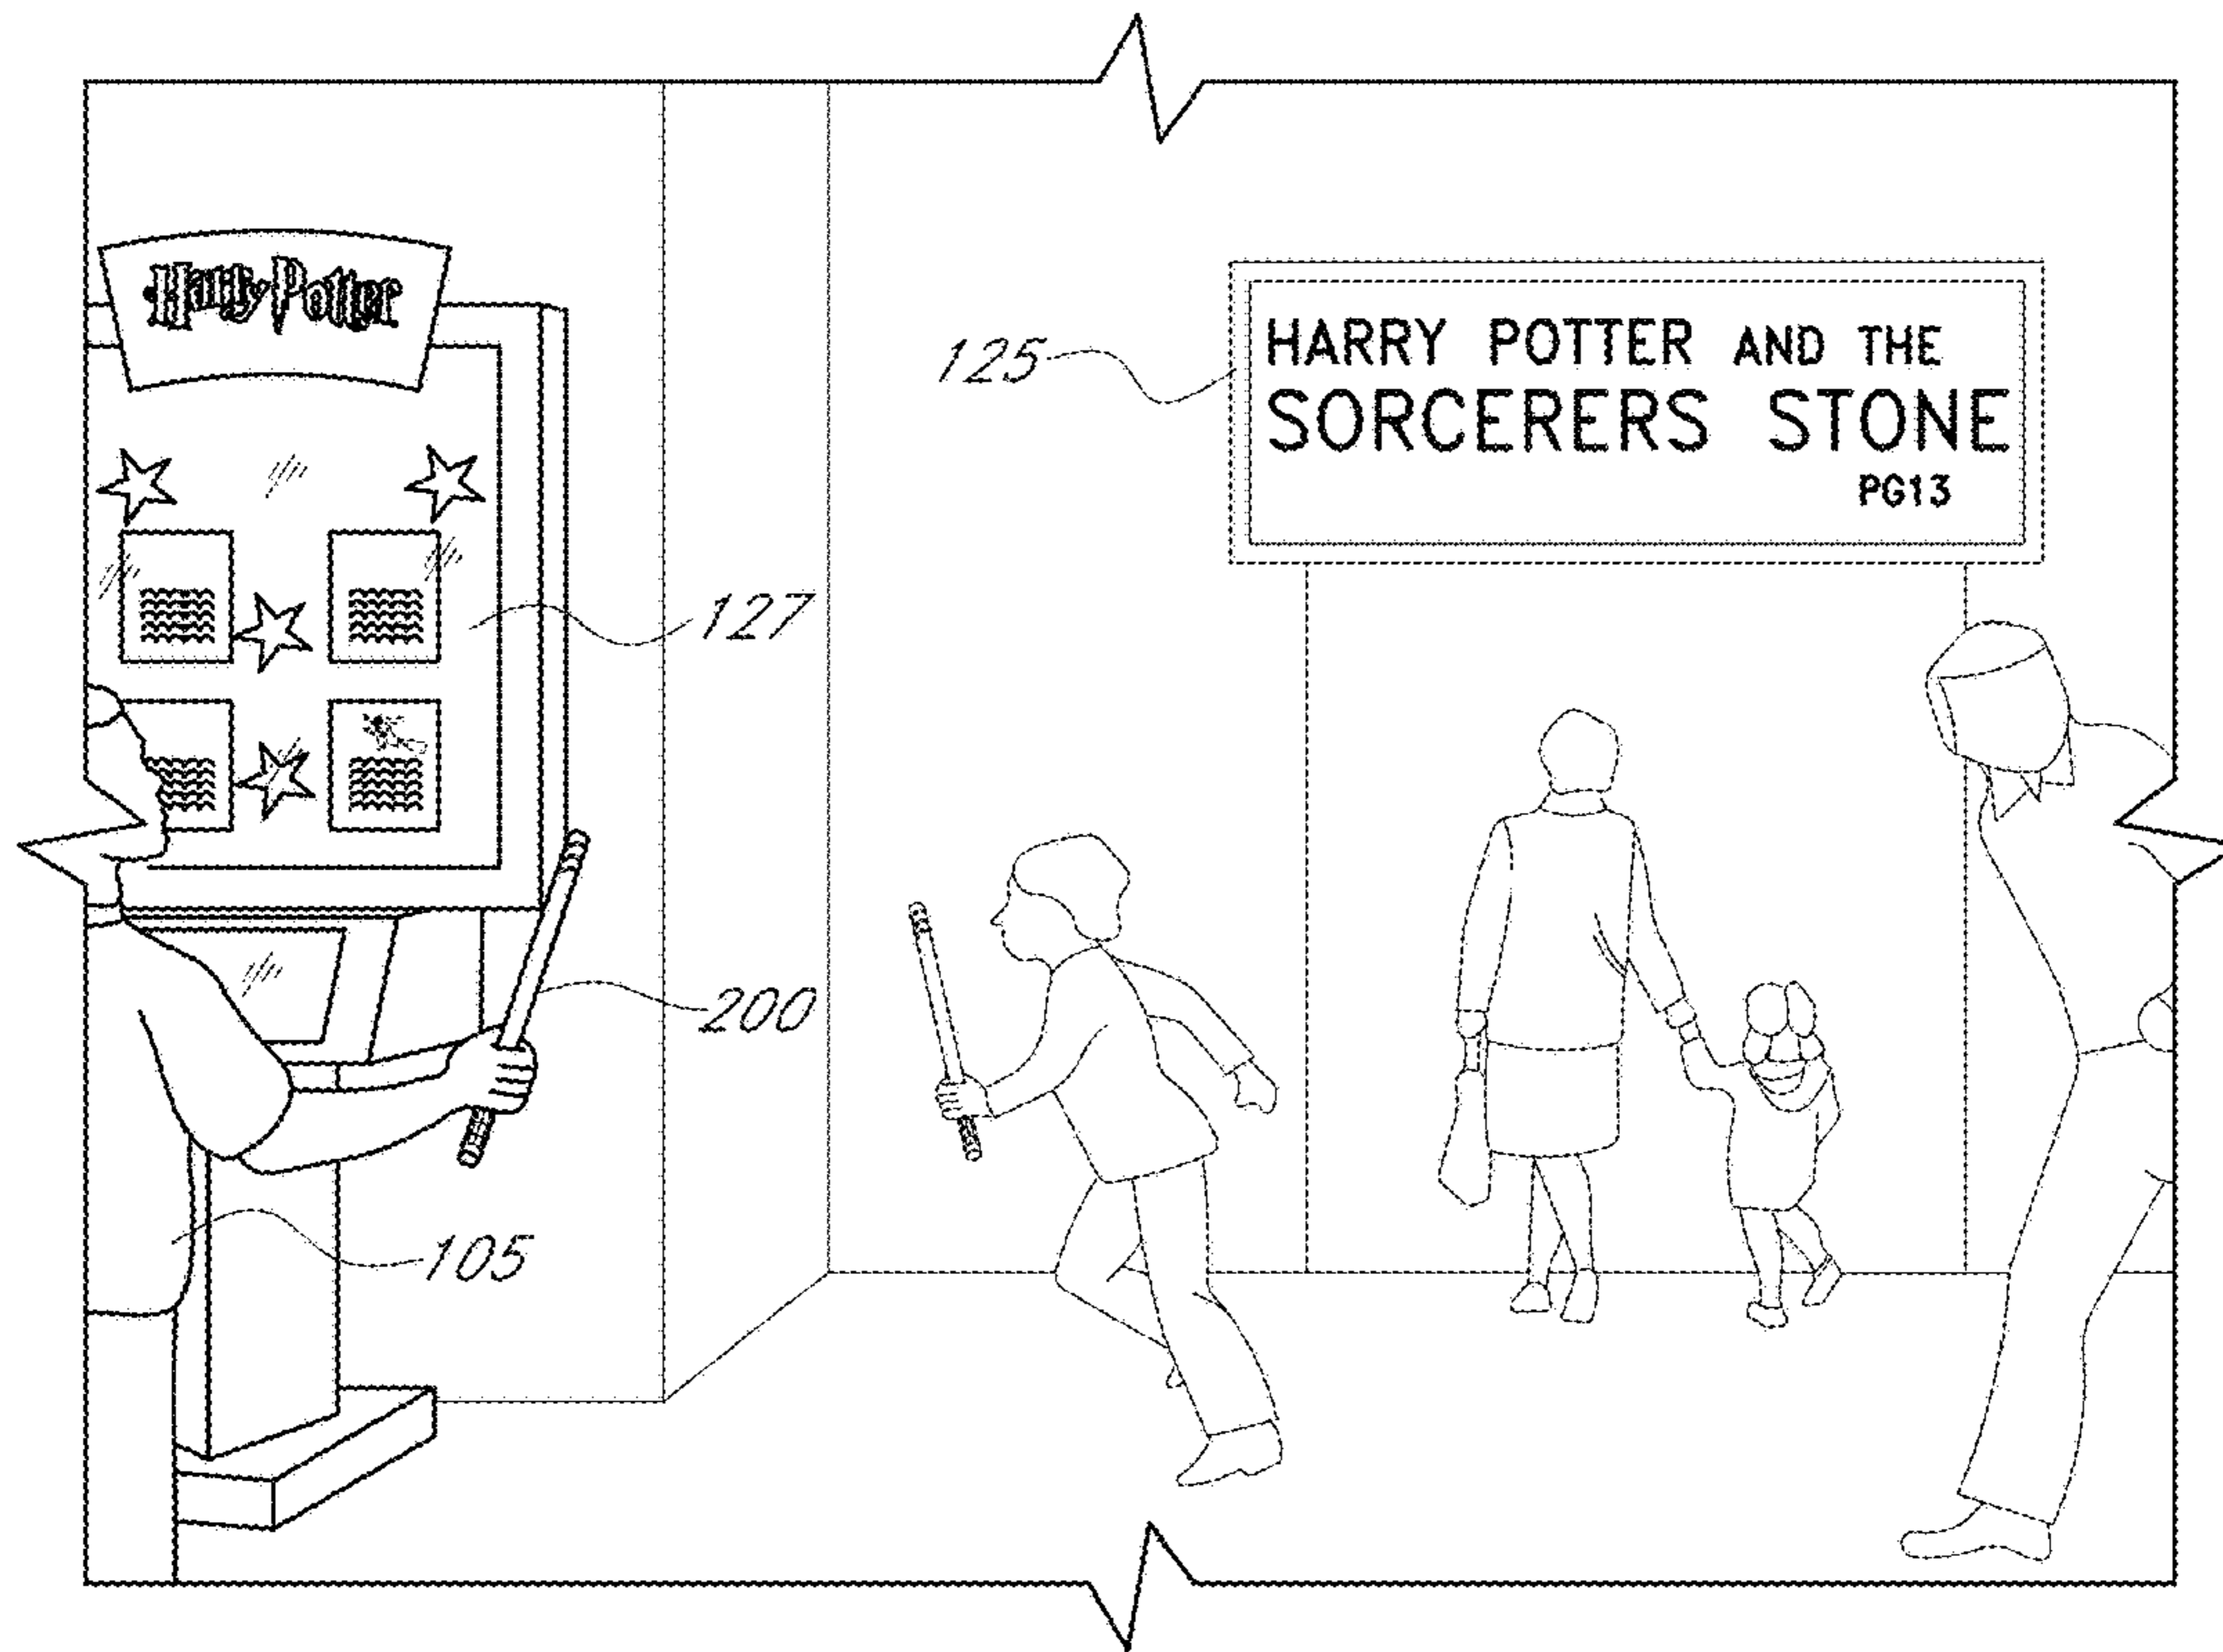 Harry Potter
125
HARRY POTTER AND THE
SORCERERS STONE
PG13
127
200
105